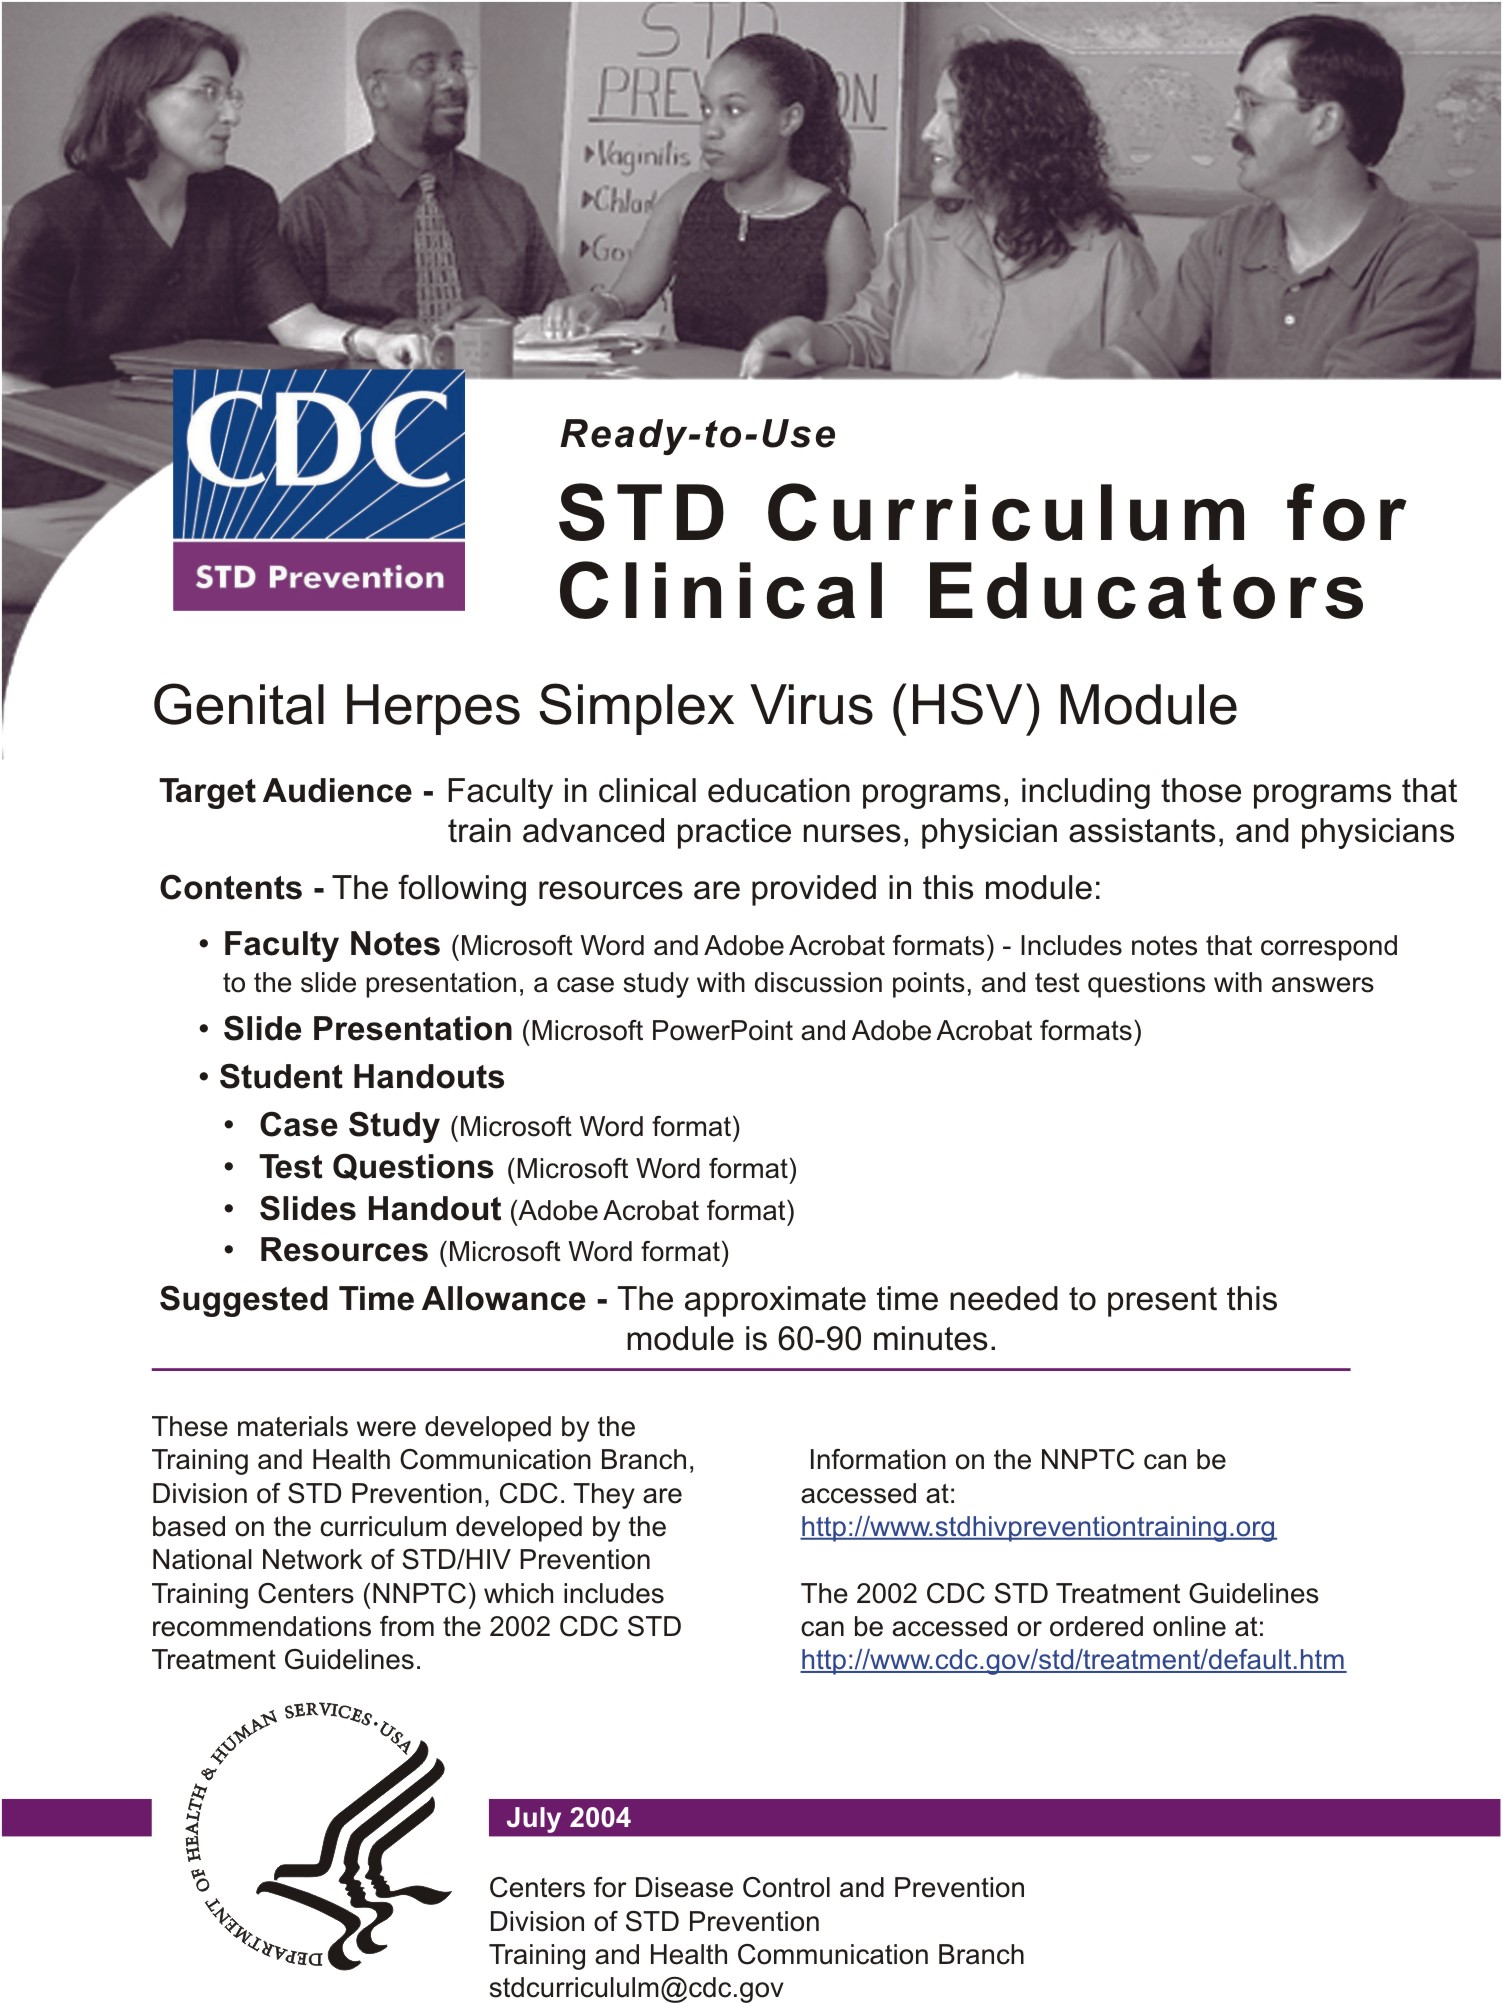 STD
PREV ON
▸Vaginitis
CDC
STD Prevention
Ready-to-Use
STD Curriculum for
Clinical Educators
Genital Herpes Simplex Virus (HSV) Module
Target Audience - Faculty in clinical education programs, including those programs that
train advanced practice nurses, physician assistants, and physicians
Contents - The following resources are provided in this module:
• Faculty Notes (Microsoft Word and Adobe Acrobat formats) - Includes notes that correspond
to the slide presentation, a case study with discussion points, and test questions with answers
• Slide Presentation (Microsoft PowerPoint and Adobe Acrobat formats)
• Student Handouts
• Case Study (Microsoft Word format)
• Test Questions (Microsoft Word format)
• Slides Handout (Adobe Acrobat format)
• Resources (Microsoft Word format)
Suggested Time Allowance - The approximate time needed to present this
module is 60-90 minutes.
These materials were developed by the
Training and Health Communication Branch,
Division of STD Prevention, CDC. They are
based on the curriculum developed by the
National Network of STD/HIV Prevention
Training Centers (NNPTC) which includes
recommendations from the 2002 CDC STD
Treatment Guidelines.
Information on the NNPTC can be
accessed at:
http://www.stdhivpreventiontraining.org
The 2002 CDC STD Treatment Guidelines
can be accessed or ordered online at:
http://www.cdc.gov/std/treatment/default.htm
DEPARTMENT OF HEALTH & HUMAN SERVICES·USA
July 2004
Centers for Disease Control and Prevention
Division of STD Prevention
Training and Health Communication Branch
stdcurricululm@cdc.gov